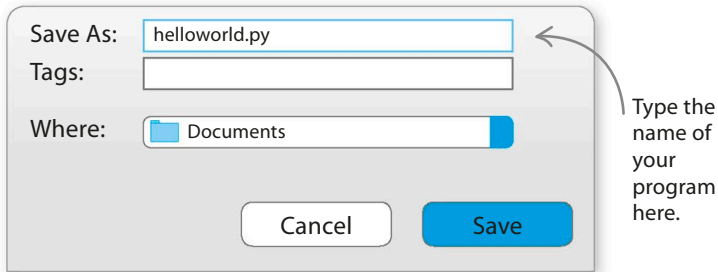 Save As: helloworld.py
Tags:
Where: Documents
Cancel Save
Type the
name of
your
program
here.